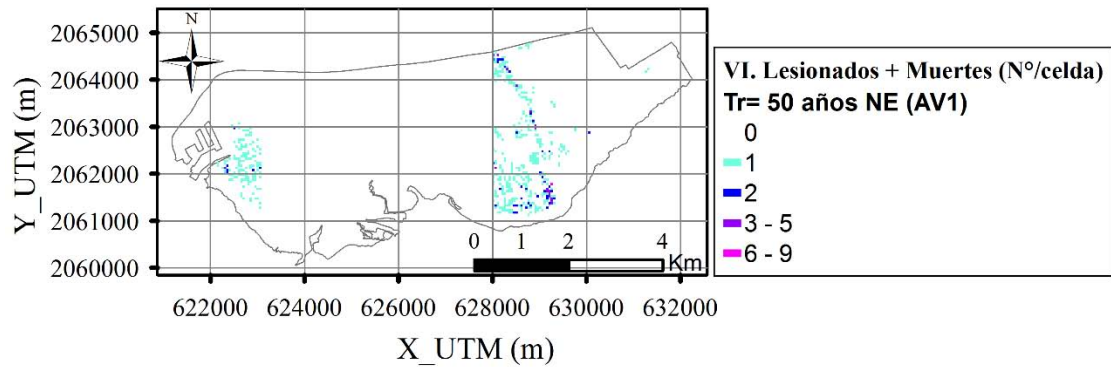 N
2065000
2064000
2063000
2062000
2061000
2060000
Y_UTM (m)
622000 624000 626000 628000 630000 632000
X_UTM (m)
0 1 2 4
Km
VI. Lesionados + Muertes (N°/celda)
Tr= 50 años NE (AV1)
0
1
2
3 - 5
6 - 9